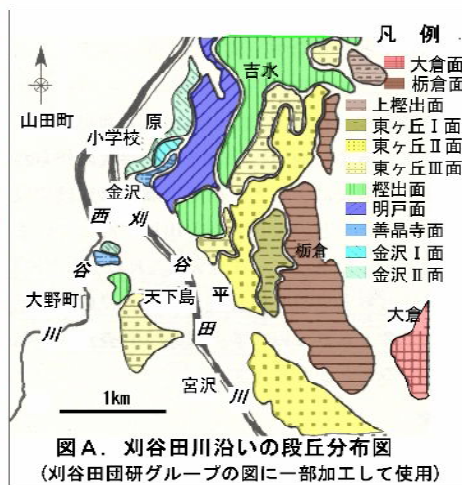 凡 例
大倉面
栃倉面
上樫出面
東ヶ丘Ⅰ面
東ヶ丘Ⅱ面
東ヶ丘Ⅲ面
樫出面
明戸面
善昌寺面
金沢Ⅰ面
金沢Ⅱ面
吉水
山田町
原
小学校
金沢
西
刈
谷
谷
田
川
平
栃倉
大倉
大野町
川
天下島
宮沢
1km
図A. 刈谷田川沿いの段丘分布図
(刈谷田団研グループの図に一部加工して使用)